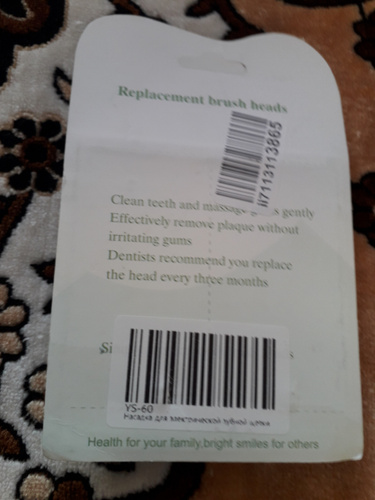 Replacement brush heads
li7113113865
Clean teeth and massage gently
Effectively remove plaque without
irritating gums
Dentists recommend you replace
the head every three months
YS-60
Насадка для электрической зубной щетки
Health for your family,bright smiles for others